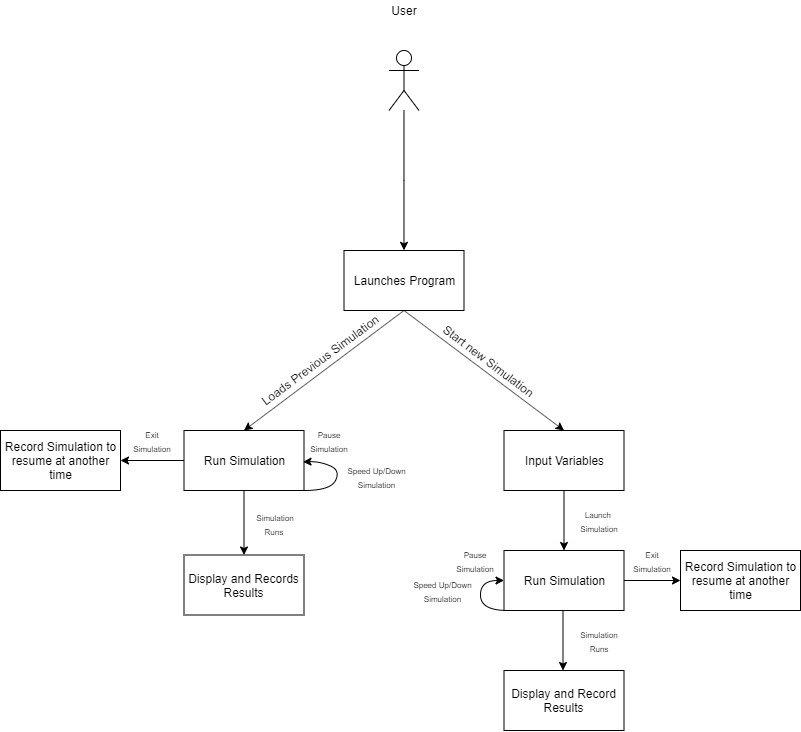 User
Launches Program
Loads Previous Simulation
Start new Simulation
Record Simulation to
resume at another
time
Exit
Simulation
Run Simulation
Pause
Simulation
Speed Up/Down
Simulation
Simulation
Runs
Display and Records
Results
Input Variables
Launch
Simulation
Pause
Simulation
Speed Up/Down
Simulation
Run Simulation
Exit
Simulation
Record Simulation to
resume at another
time
Simulation
Runs
Display and Record
Results